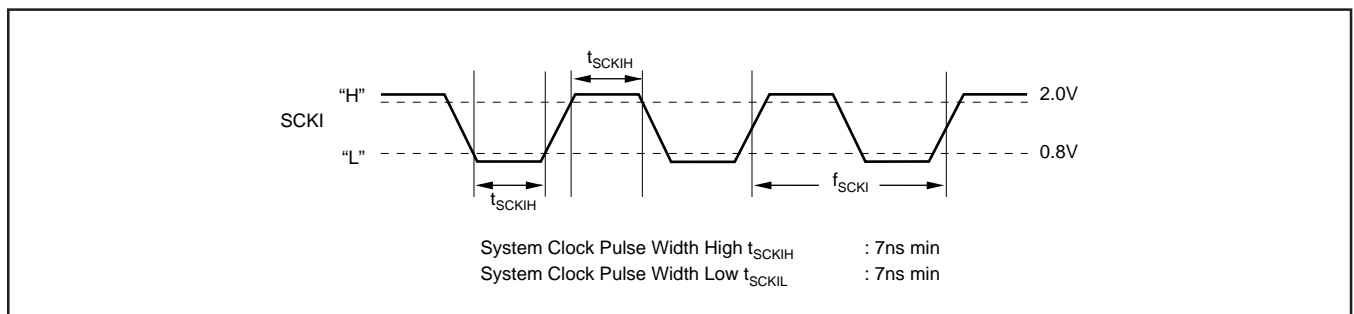 tSCKIH
“H”
2.0V
SCKI
“L”
0.8V
tSCKIH
fSCKI
System Clock Pulse Width High tSCKIH : 7ns min
System Clock Pulse Width Low tSCKIL : 7ns min